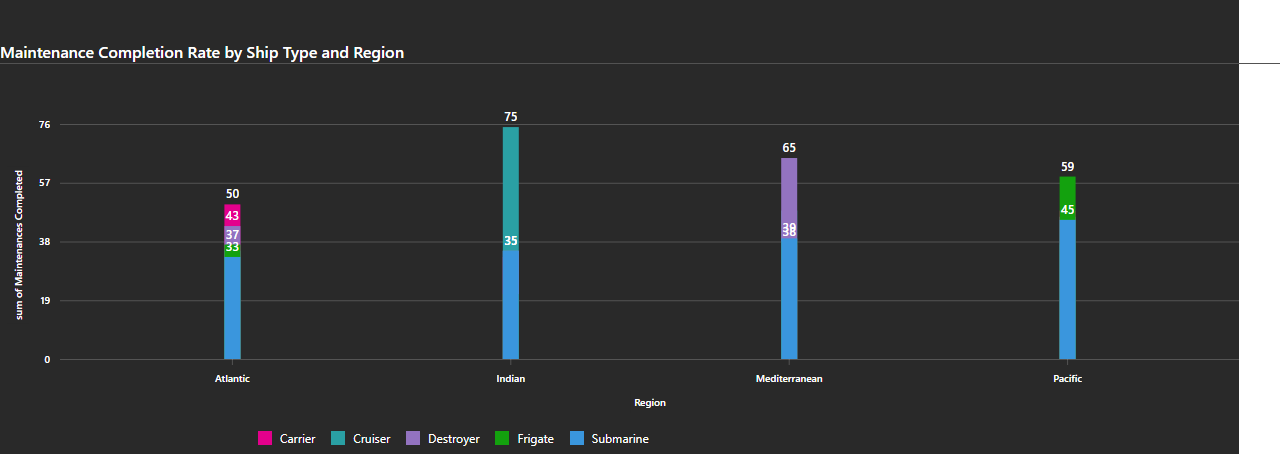 Maintenance Completion Rate by Ship Type and Region
sum of Maintenances Completed
76
57
38
19
0
50
43
37
33
75
35
65
38
59
45
Atlantic
Indian
Mediterranean
Pacific
Region
Carrier
Cruiser
Destroyer
Frigate
Submarine